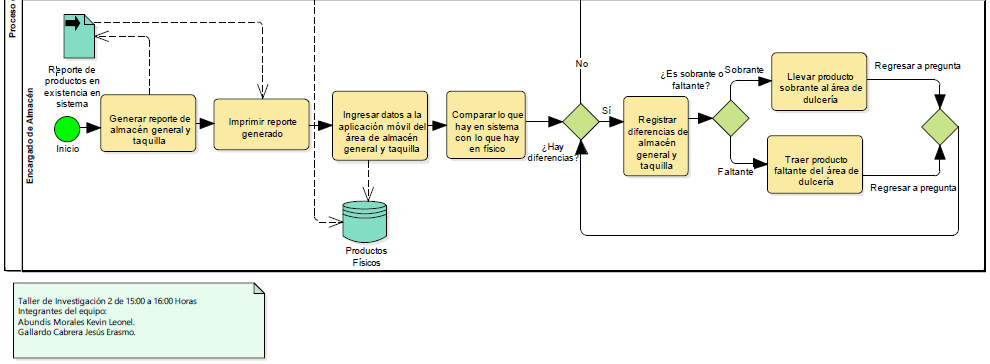 Proceso
Encargado de Almacén
Reporte de
productos en
existencia en
sistema
Inicio
Generar reporte de
almacén general y
taquilla
Imprimir reporte
generado
Ingresar datos a la
aplicación móvil del
área de almacén
general y taquilla
Productos
Físicos
Comparar lo que
hay en sistema
con lo que hay
en físico
¿Hay
diferencias?
No
Sí
Registrar
diferencias de
almacén
general y
taquilla
¿Es sobrante o
faltante?
Sobrante
Faltante
Llevar producto
sobrante al área de
dulcería
Traer producto
faltante del área de
dulcería
Regresar a pregunta
Regresar a pregunta
Taller de Investigación 2 de 15:00 a 16:00 Horas
Integrantes del equipo:
Abundis Morales Kevin Leonel.
Gallardo Cabrera Jesús Erasmo.